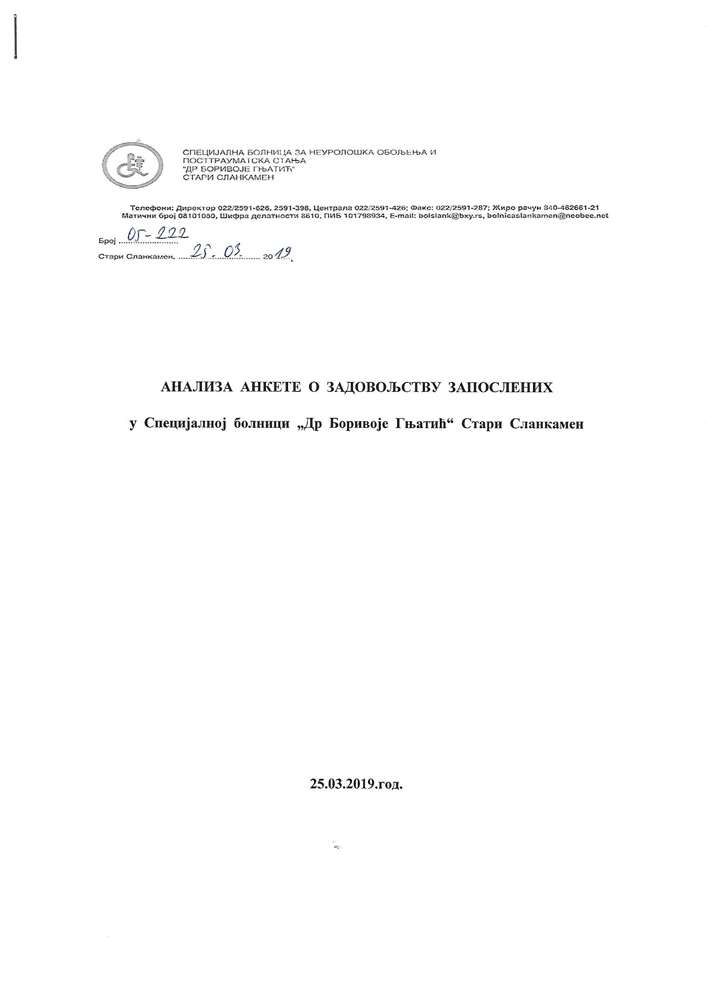 СПЕЦИЈАЛНА БОЛНИЦА ЗА НЕУРОЛОШКА ОБОЉЕЊА И
ПОСТТРАУМАТСКА СТАЊА
"ДР БОРИВОЈЕ ГЊАТИЋ"
СТАРИ СЛАНКАМЕН
Телефони: Директор 022/2591-626, 2591-398, Централа 022/2591-426; Факс: 022/2591-287; Жиро рачун 840-462661-21
Матични број 08101060, Шифра делатности 8610, ПИБ 101798934, E-mail: bolslank@bxy.rs, bolnicaslankamen@neobee.net
Број 05-222
Стари Сланкамен, 25.03. 2019.
АНАЛИЗА АНКЕТЕ О ЗАДОВОЉСТВУ ЗАПОСЛЕНИХ
у Специјалној болници „Др Боривоје Гњатић“ Стари Сланкамен
25.03.2019.год.